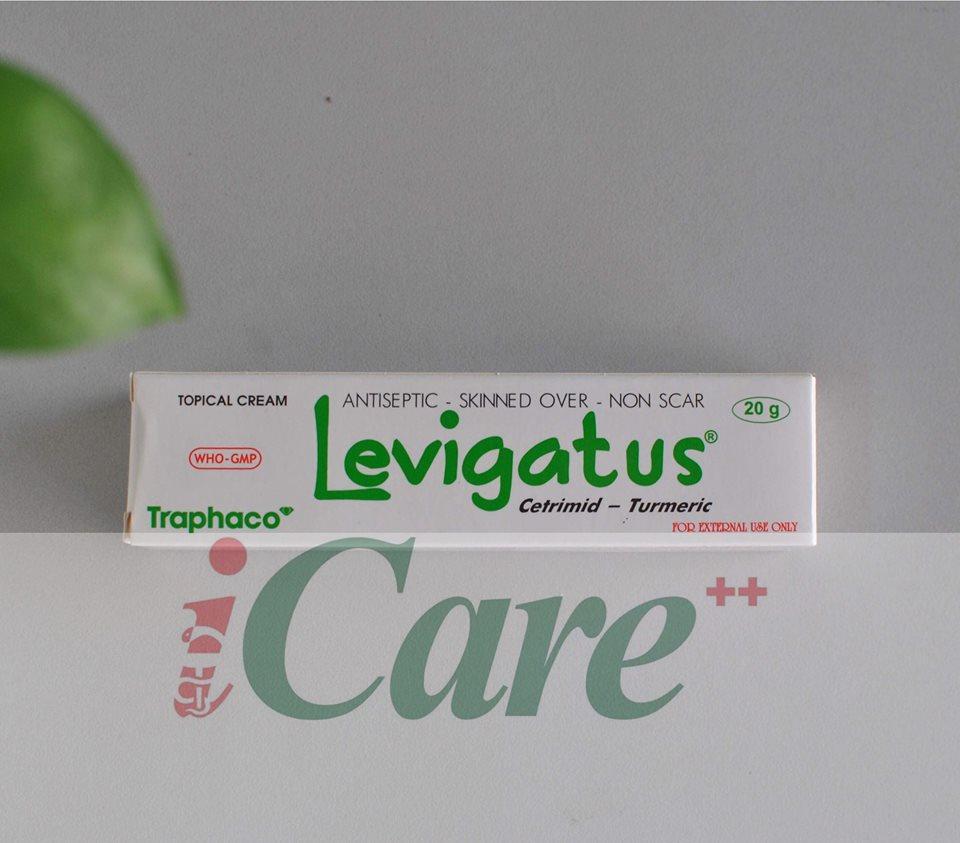 TOPICAL CREAM
ANTISEPTIC - SKINNED OVER - NON SCAR
20 g
WHO-GMP
Levigatus®
Traphaco
Cetrimid – Turmeric
FOR EXTERNAL USE ONLY
iCare++